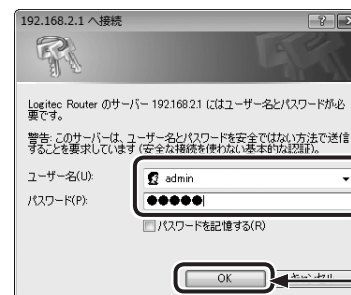 192.168.2.1 へ接続
Logitec Router のサーバー 192.168.2.1 にはユーザー名とパスワードが必
要です。
警告: このサーバーは、ユーザー名とパスワードを安全ではない方法で送信
することを要求しています (安全な接続を使わない基本的な認証)。
ユーザー名(U):
admin
パスワード(P):
●●●●●
パスワードを記憶する(R)
OK
キャンセル